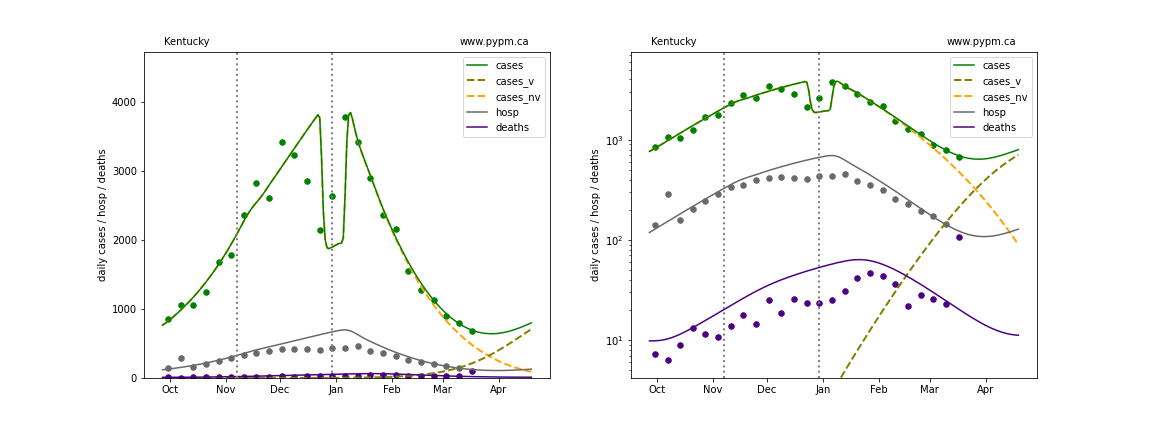 Kentucky www.pypm.ca
daily cases / hosp / deaths
4000
3000
2000
1000
0
cases
cases_v
cases_nv
hosp
deaths
Oct Nov Dec Jan Feb Mar Apr
Kentucky www.pypm.ca
daily cases / hosp / deaths
10³
10²
10¹
cases
cases_v
cases_nv
hosp
deaths
Oct Nov Dec Jan Feb Mar Apr